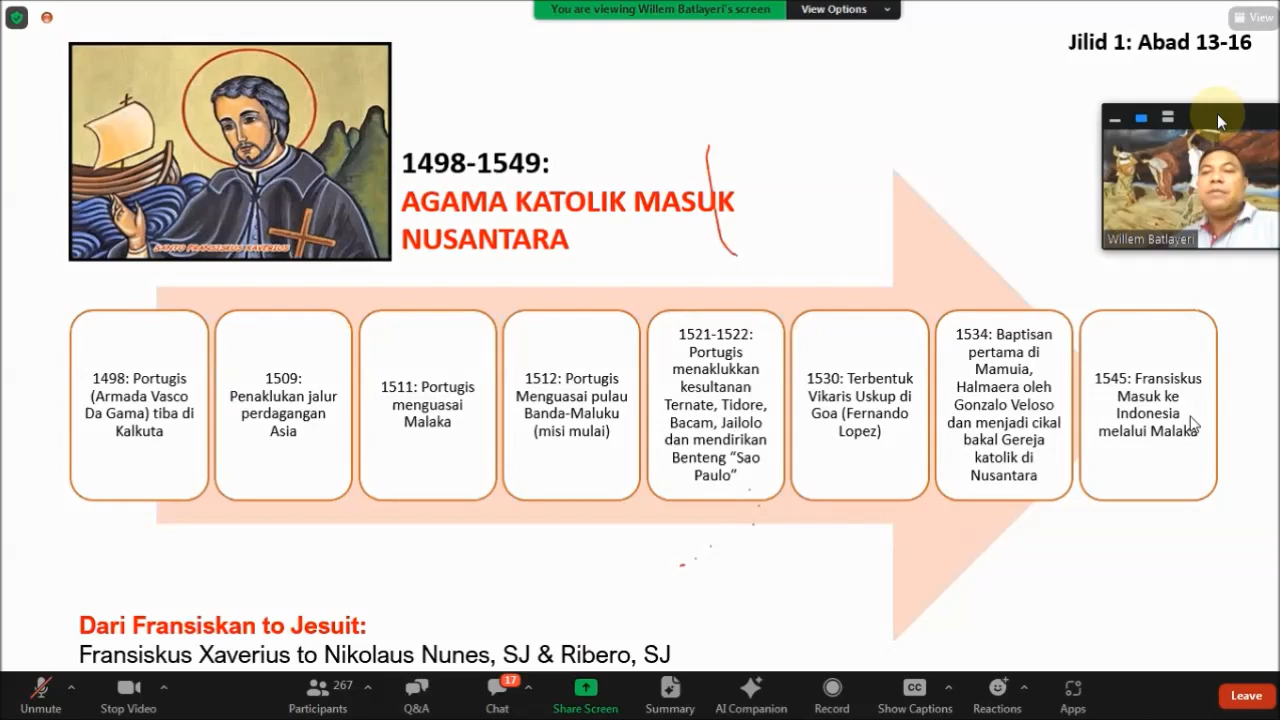 You are viewing Willem Batlayeri's screen
View Options
View
Jilid 1: Abad 13-16
SANTO FRANSISKUS XAVERIUS
1498-1549:
AGAMA KATOLIK MASUK
NUSANTARA
Willem Batlayeri
1498: Portugis
(Armada Vasco
Da Gama) tiba di
Kalkuta
1509:
Penaklukan jalur
perdagangan
Asia
1511: Portugis
menguasai
Malaka
1512: Portugis
Menguasai pulau
Banda-Maluku
(misi mulai)
1521-1522:
Portugis
menaklukkan
kesultanan
Ternate, Tidore,
Bacam, Jailolo
dan mendirikan
Benteng “Sao
Paulo”
1530: Terbentuk
Vikaris Uskup di
Goa (Fernando
Lopez)
1534: Baptisan
pertama di
Mamuia,
Halmaera oleh
Gonzalo Veloso
dan menjadi cikal
bakal Gereja
katolik di
Nusantara
1545: Fransiskus
Masuk ke
Indonesia
melalui Malaka
Dari Fransiskan to Jesuit:
Fransiskus Xaverius to Nikolaus Nunes, SJ & Ribero, SJ
Unmute
Stop Video
267
Participants
Q&A
17
Chat
Share Screen
Summary
AI Companion
Record
CC
Show Captions
Reactions
Apps
Leave